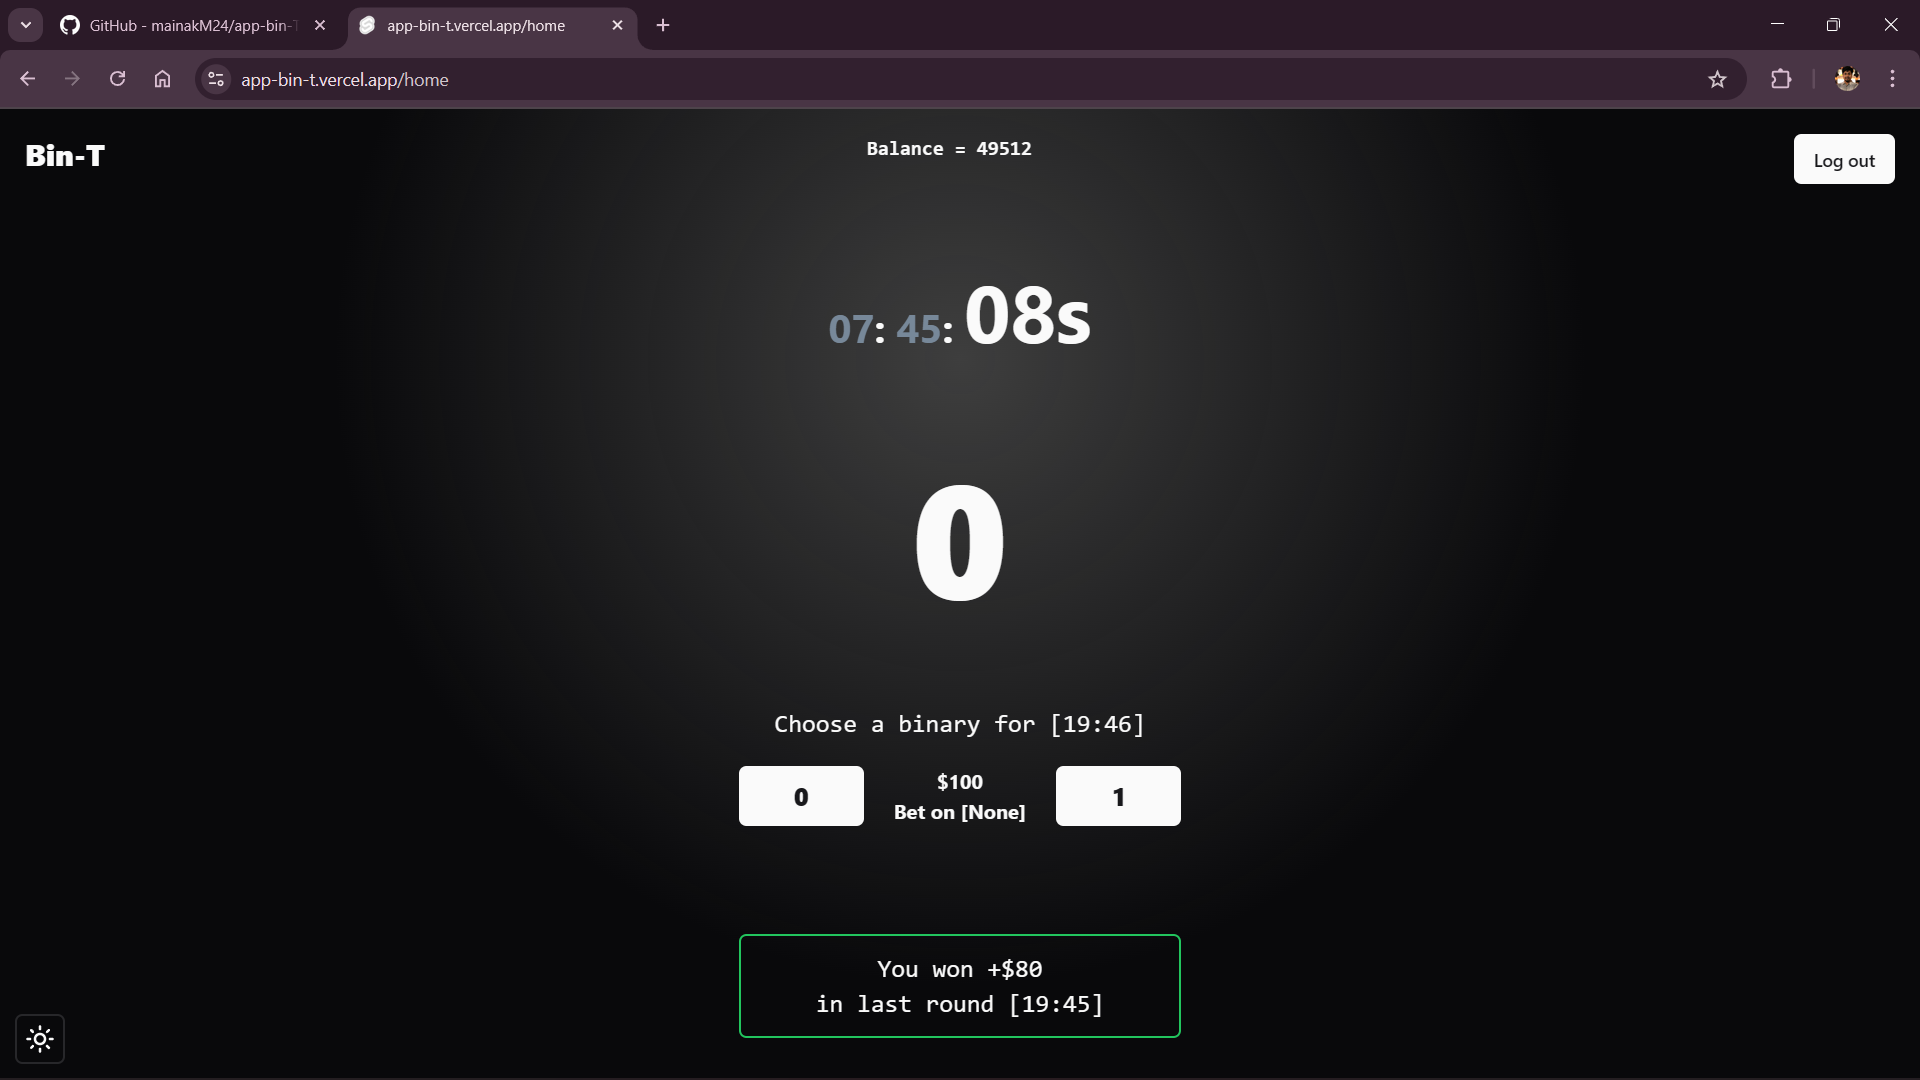 GitHub - mainakM24/app-bin-T
app-bin-t.vercel.app/home
app-bin-t.vercel.app/home
Bin-T
Balance = 49512
Log out
07: 45: 08s
0
Choose a binary for [19:46]
0
$100
Bet on [None]
1
You won +$80
in last round [19:45]